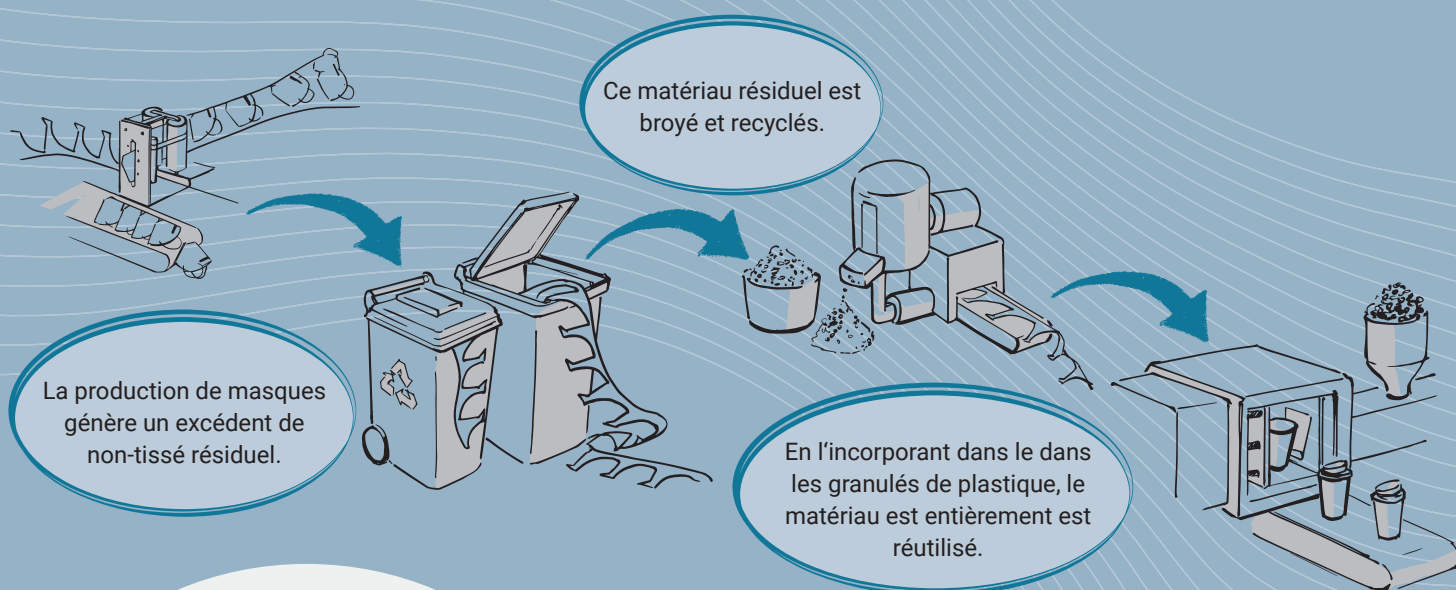 Ce matériau résiduel est
broyé et recyclés.
La production de masques
génère un excédent de
non-tissé résiduel.
En l‘incorporant dans le dans
les granulés de plastique, le
matériau est entièrement est
réutilisé.